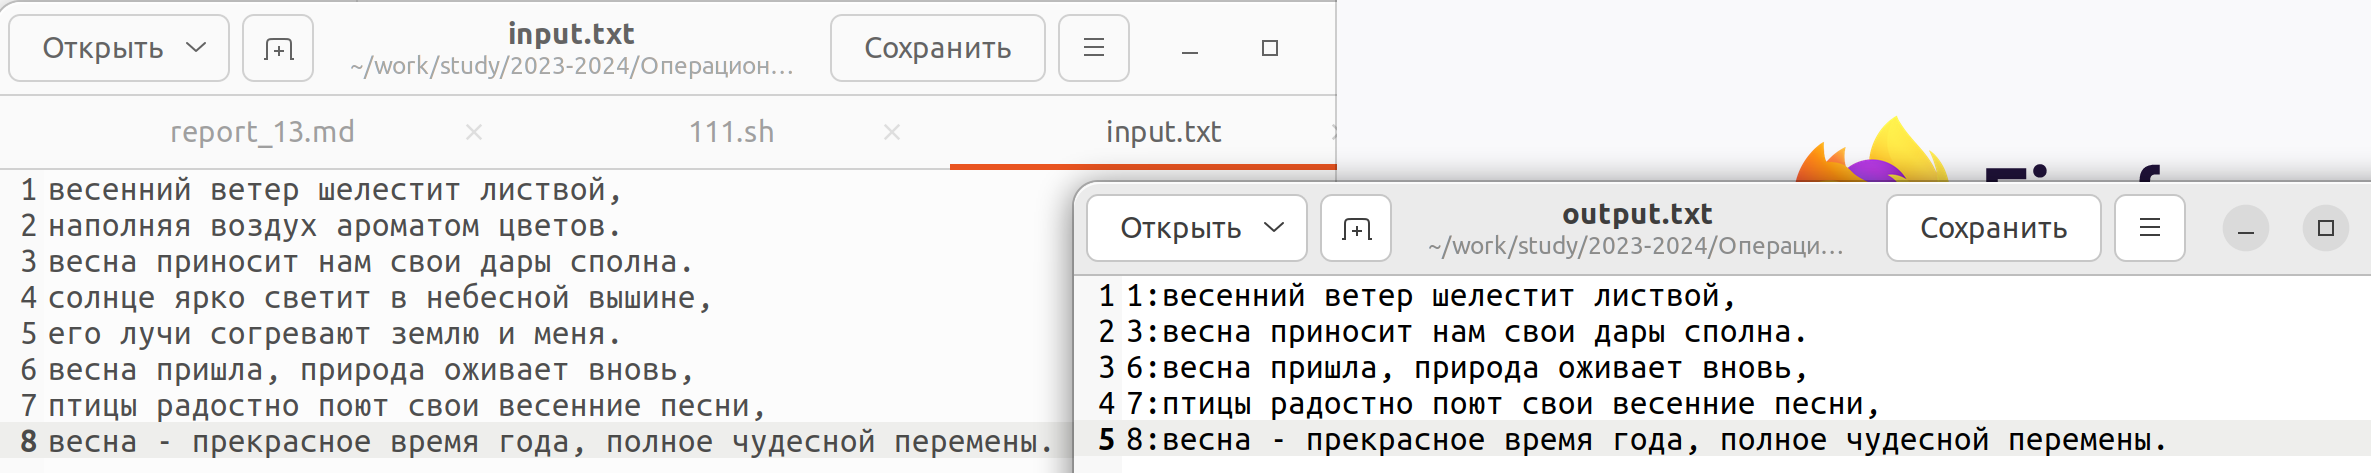 Открыть
input.txt
~/work/study/2023-2024/Операцион…
Сохранить
report_13.md
111.sh
input.txt
1 весенний ветер шелестит листвой,
2 наполняя воздух ароматом цветов.
3 весна приносит нам свои дары сполна.
4 солнце ярко светит в небесной вышине,
5 его лучи согревают землю и меня.
6 весна пришла, природа оживает вновь,
7 птицы радостно поют свои весенние песни,
8 весна - прекрасное время года, полное чудесной перемены.
Открыть
output.txt
~/work/study/2023-2024/Операци…
Сохранить
1 1:весенний ветер шелестит листвой,
2 3:весна приносит нам свои дары сполна.
3 6:весна пришла, природа оживает вновь,
4 7:птицы радостно поют свои весенние песни,
5 8:весна - прекрасное время года, полное чудесной перемены.